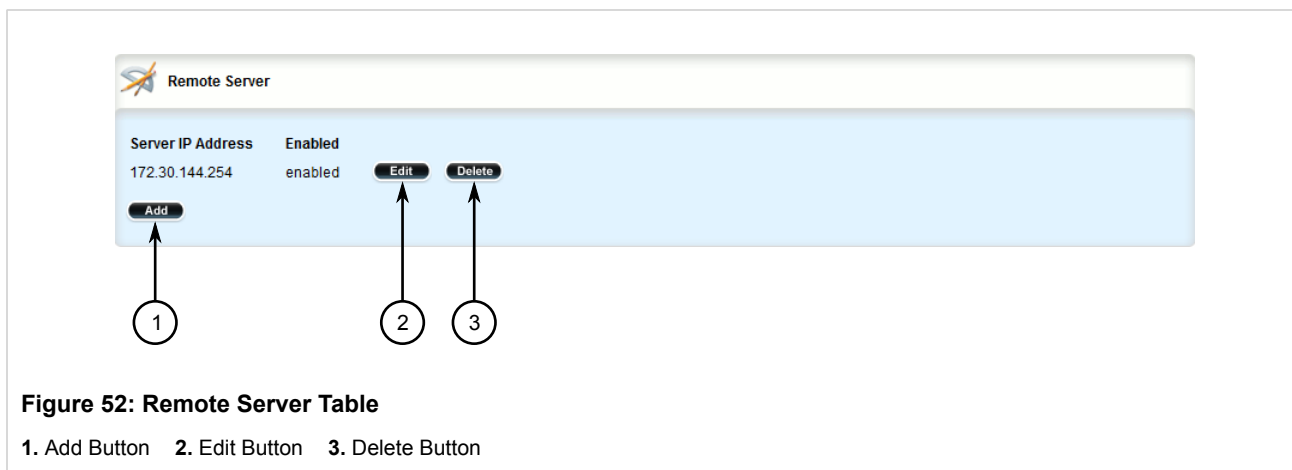 Remote Server
Server IP Address Enabled
172.30.144.254 enabled Edit Delete
Add
1 2 3
Figure 52: Remote Server Table
1. Add Button 2. Edit Button 3. Delete Button